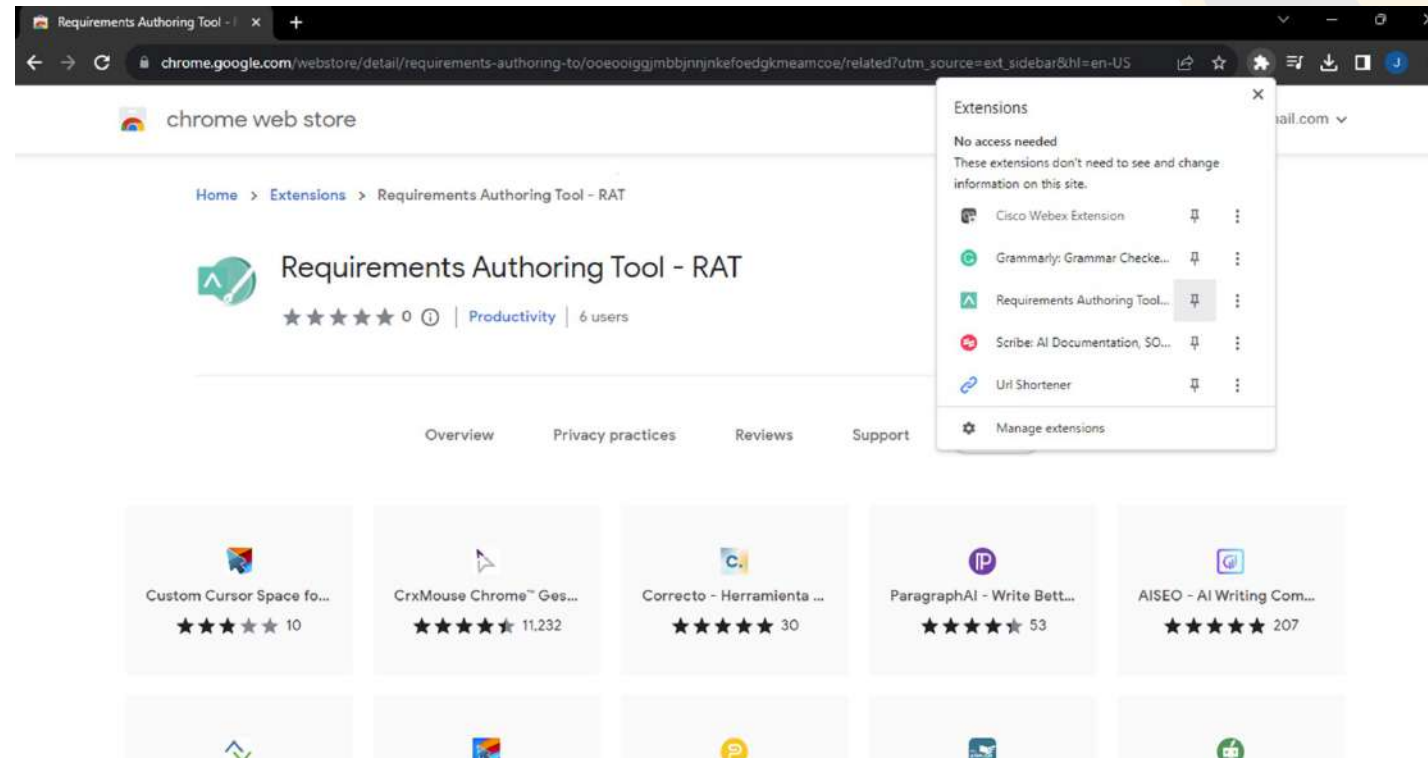 Requirements Authoring Tool -
chrome.google.com/webstore/detail/requirements-authoring-to/ooeooiggjmbbjnnjnkefoedgkmeamcoe/related?utm_source=ext_sidebar&hl=en-US
J
chrome web store
ail.com
Extensions
No access needed
These extensions don't need to see and change
information on this site.
Cisco Webex Extension
Grammarly: Grammar Checke...
Requirements Authoring Tool...
Scribe: AI Documentation, SO...
Url Shortener
Manage extensions
Home > Extensions > Requirements Authoring Tool - RAT
Requirements Authoring Tool - RAT
0 | Productivity | 6 users
Overview Privacy practices Reviews Support
Custom Cursor Space fo... CrxMouse Chrome™ Ges... Correcto - Herramienta ... ParagraphAI - Write Bett... AISEO - AI Writing Com...
10 11,232 30 53 207